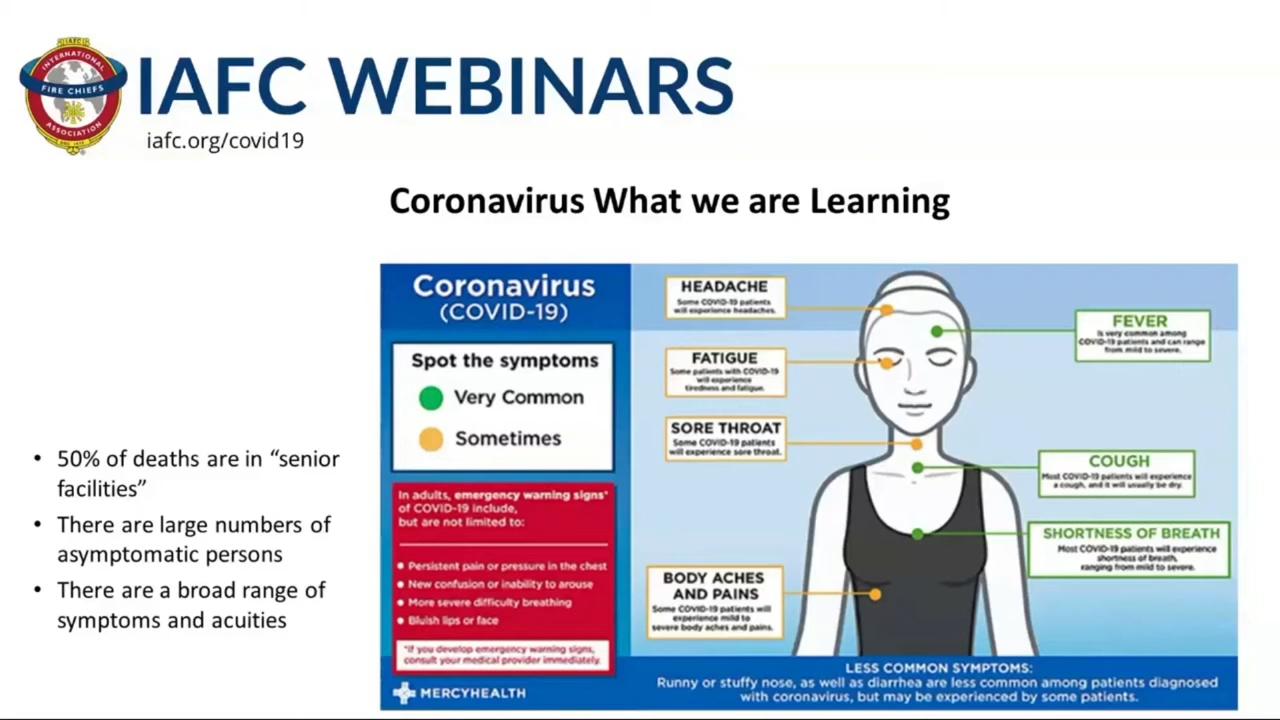 INTERNATIONAL
FIRE CHIEFS
ASSOCIATION
IAFC WEBINARS
iafc.org/covid19
Coronavirus What we are Learning
• 50% of deaths are in “senior
facilities”
• There are large numbers of
asymptomatic persons
• There are a broad range of
symptoms and acuities
Coronavirus
(COVID-19)
Spot the symptoms
Very Common
Sometimes
In adults, emergency warning signs*
of COVID-19 include,
but are not limited to:
• Persistent pain or pressure in the chest
• New confusion or inability to arouse
• More severe difficulty breathing
• Bluish lips or face
*If you develop emergency warning signs,
consult your medical provider immediately.
MERCYHEALTH
HEADACHE
Some COVID-19 patients
will experience headaches.
FATIGUE
Some patients with COVID-19
will experience
tiredness and fatigue.
SORE THROAT
Some COVID-19 patients
will experience sore throat.
BODY ACHES
AND PAINS
Some COVID-19 patients will
experience mild to
severe body aches and pains.
FEVER
Is very common among
COVID-19 patients and can range
from mild to severe.
COUGH
Most COVID-19 patients will experience
a cough, and it will usually be dry.
SHORTNESS OF BREATH
Most COVID-19 patients will experience
shortness of breath,
ranging from mild to severe.
LESS COMMON SYMPTOMS:
Runny or stuffy nose, as well as diarrhea are less common among patients diagnosed
with coronavirus, but may be experienced by some patients.